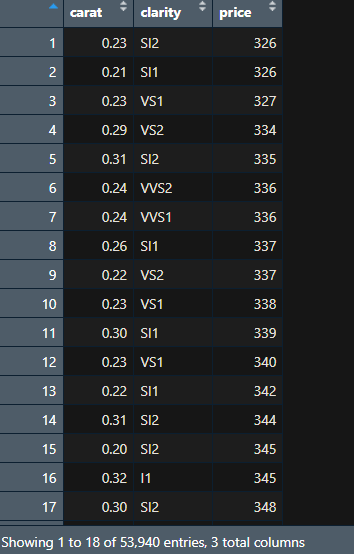 carat clarity price
1 0.23 SI2 326
2 0.21 SI1 326
3 0.23 VS1 327
4 0.29 VS2 334
5 0.31 SI2 335
6 0.24 VVS2 336
7 0.24 VVS1 336
8 0.26 SI1 337
9 0.22 VS2 337
10 0.23 VS1 338
11 0.30 SI1 339
12 0.23 VS1 340
13 0.22 SI1 342
14 0.31 SI2 344
15 0.20 SI2 345
16 0.32 I1 345
17 0.30 SI2 348
Showing 1 to 18 of 53,940 entries, 3 total columns